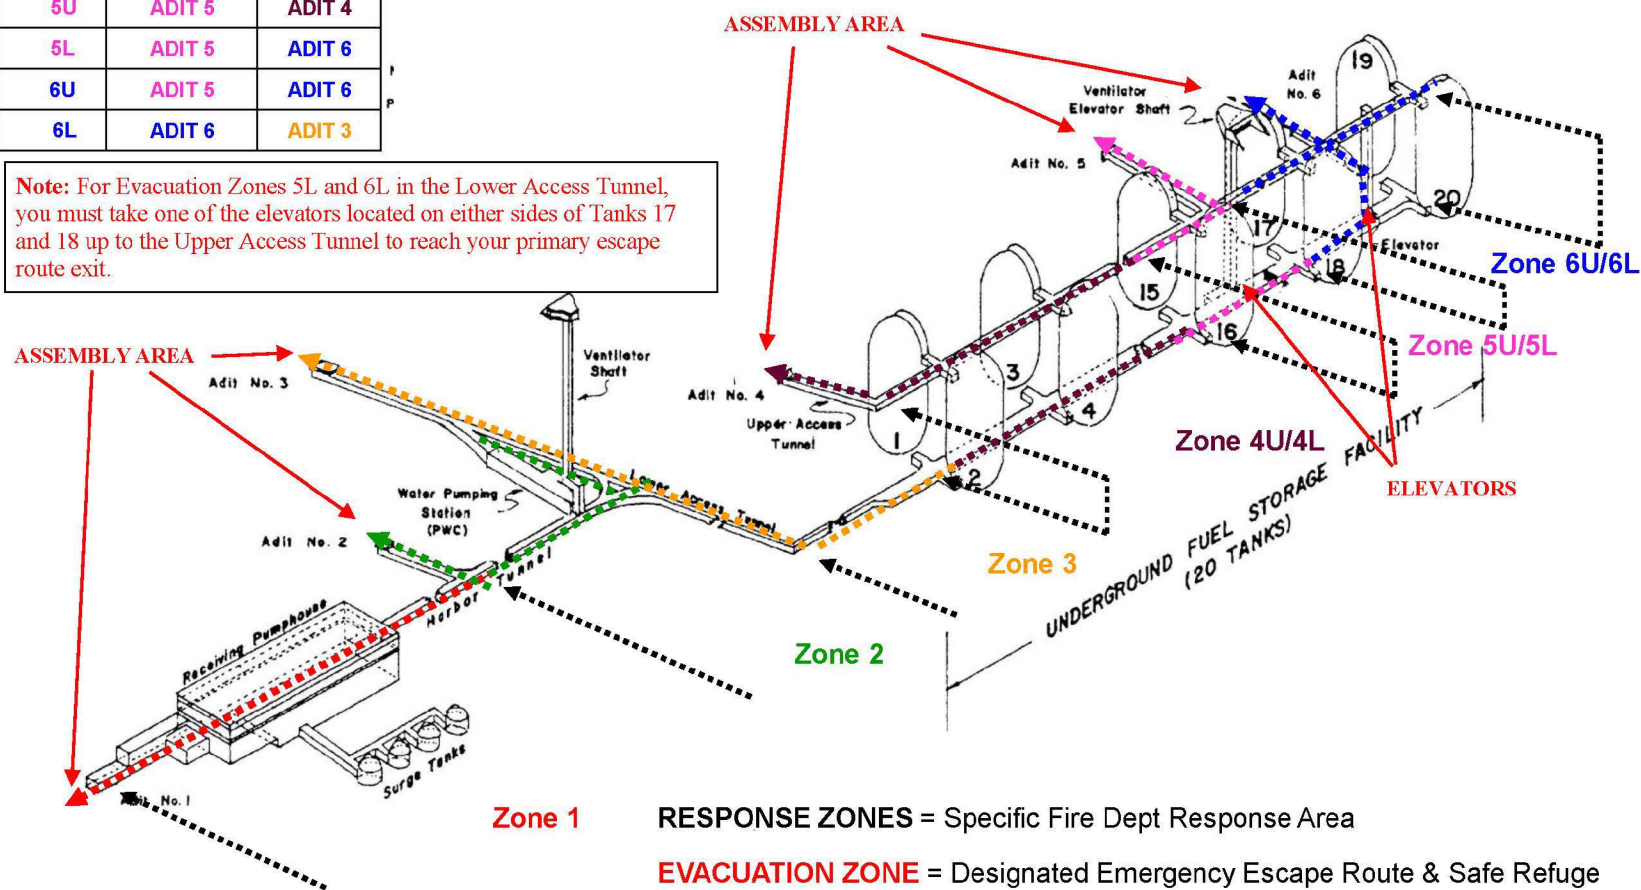 5U ADIT 5 ADIT 4
5L ADIT 5 ADIT 6
6U ADIT 5 ADIT 6
6L ADIT 6 ADIT 3
Note: For Evacuation Zones 5L and 6L in the Lower Access Tunnel,
you must take one of the elevators located on either sides of Tanks 17
and 18 up to the Upper Access Tunnel to reach your primary escape
route exit.
ASSEMBLY AREA
Ventilator
Elevator Shaft
Adit
No. 6
19
Adit No. 5
20
17
Elevator
18
Zone 6U/6L
15
16
Zone 5U/5L
ASSEMBLY AREA
Adit No. 3
Ventilator
Shaft
Adit No. 4
Upper Access
Tunnel
3
4
1
2
Zone 4U/4L
ELEVATORS
Lower Access Tunnel
Water Pumping
Station
(PWC)
Adit No. 2
Harbor Tunnel
Zone 3
UNDERGROUND FUEL STORAGE FACILITY
(20 TANKS)
Receiving Pumphouse
Zone 2
Surge Tanks
Adit No. 1
Zone 1
RESPONSE ZONES = Specific Fire Dept Response Area
EVACUATION ZONE = Designated Emergency Escape Route & Safe Refuge